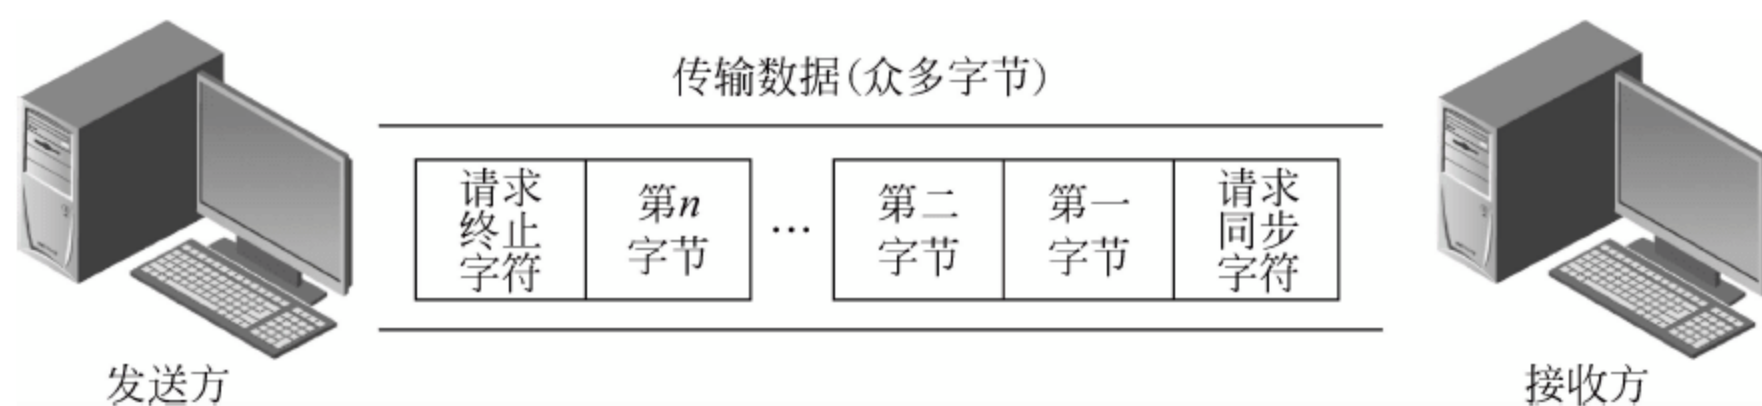 传输数据(众多字节)
请求
终止
字符
第n
字节
…
第二
字节
第一
字节
请求
同步
字符
发送方
接收方